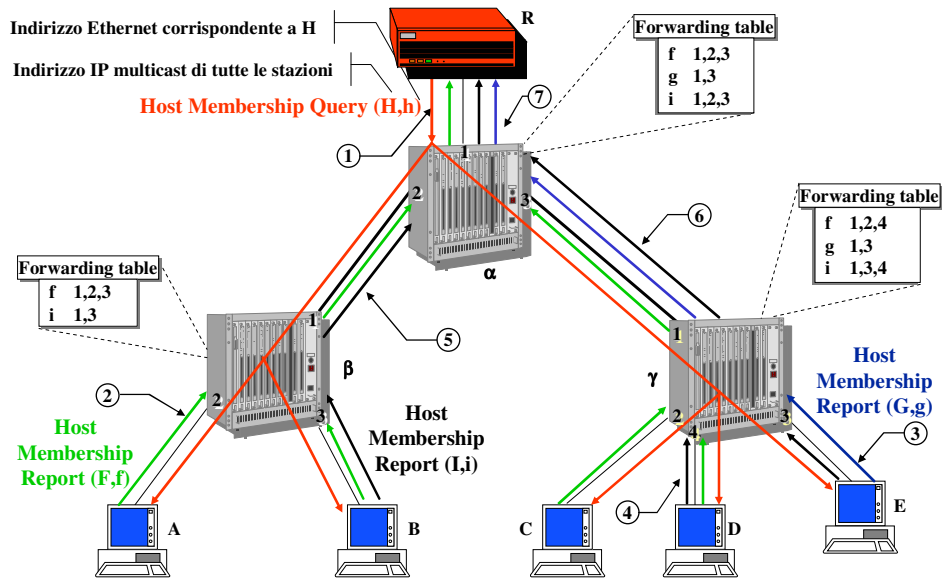 R
Indirizzo Ethernet corrispondente a H
Indirizzo IP multicast di tutte le stazioni
Host Membership Query (H,h)
Forwarding table
f 1,2,3
g 1,3
i 1,2,3
1
7
1
2
3
α
6
Forwarding table
f 1,2,4
g 1,3
i 1,3,4
Forwarding table
f 1,2,3
i 1,3
5
1
2
3
β
2
Host
Membership
Report (F,f)
Host
Membership
Report (I,i)
γ
1
2
4
3
Host
Membership
Report (G,g)
3
4
A
B
C
D
E